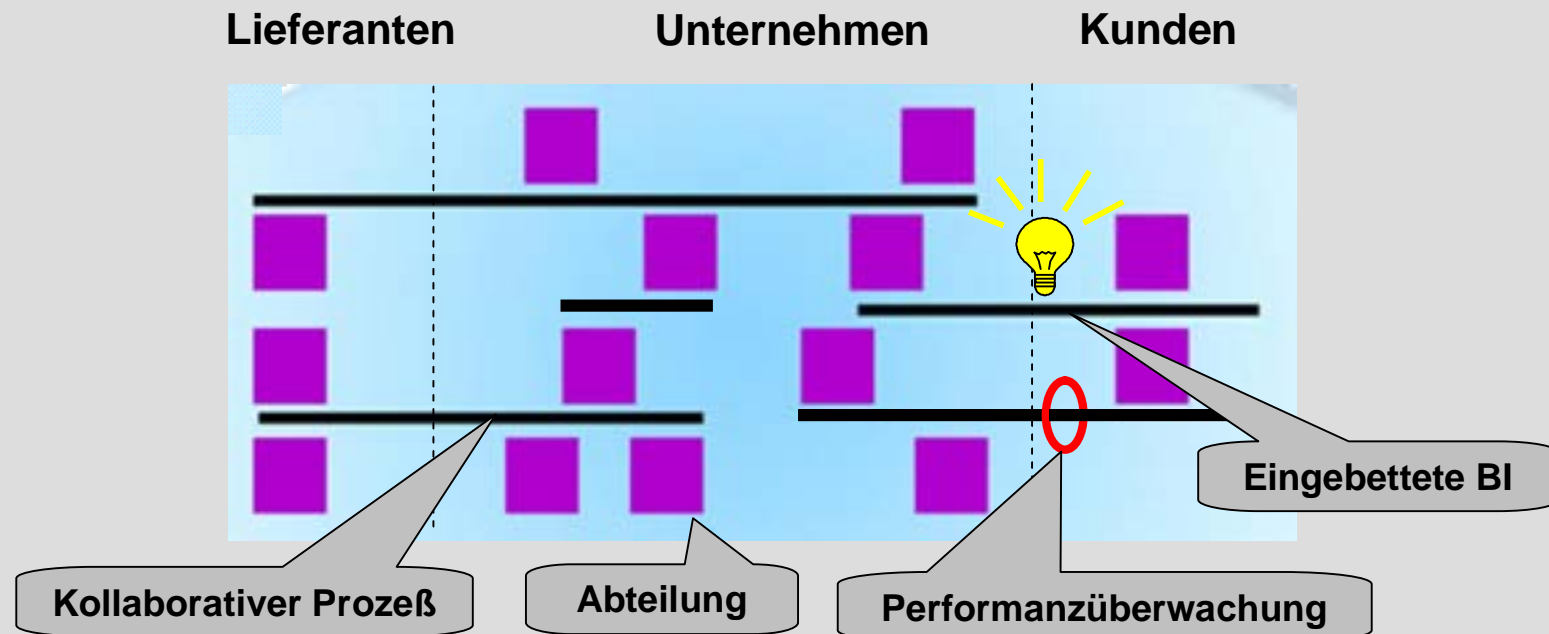 Lieferanten
Unternehmen
Kunden
Eingebettete BI
Kollaborativer Prozeß
Abteilung
Performanzüberwachung